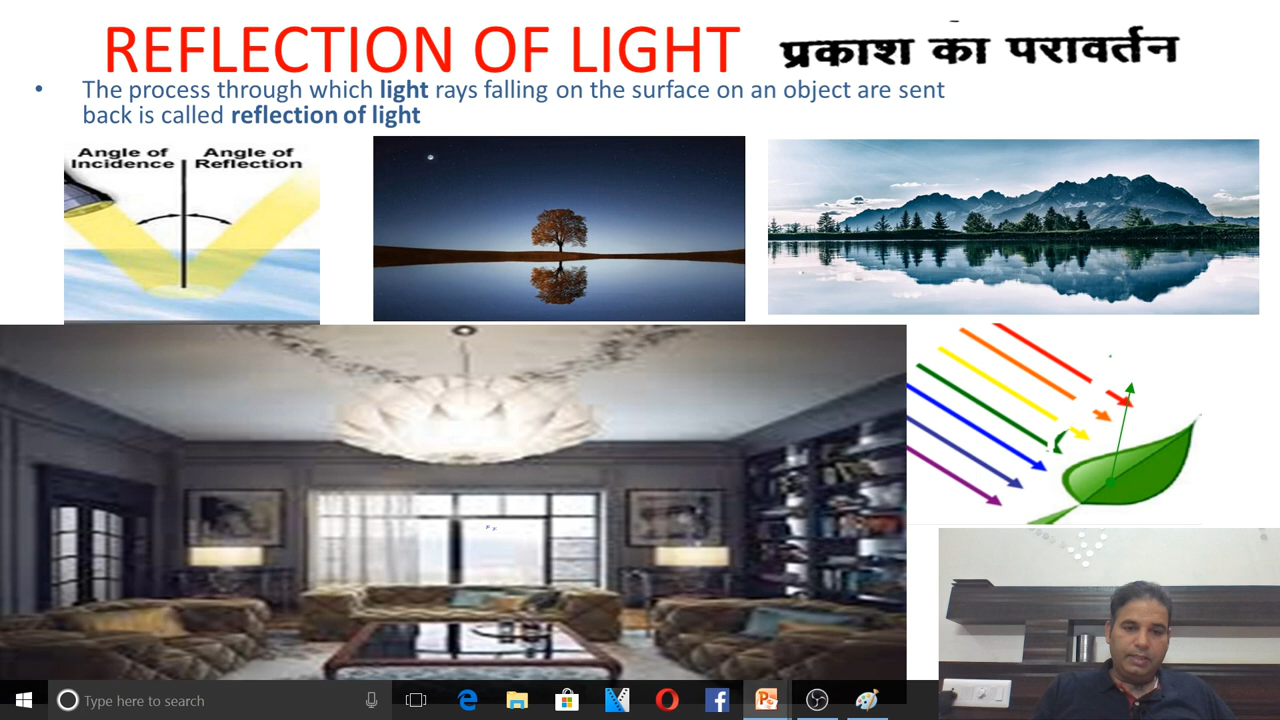 REFLECTION OF LIGHT प्रकाश का परावर्तन
• The process through which light rays falling on the surface on an object are sent
back is called reflection of light
Angle of Incidence
Angle of Reflection
Type here to search